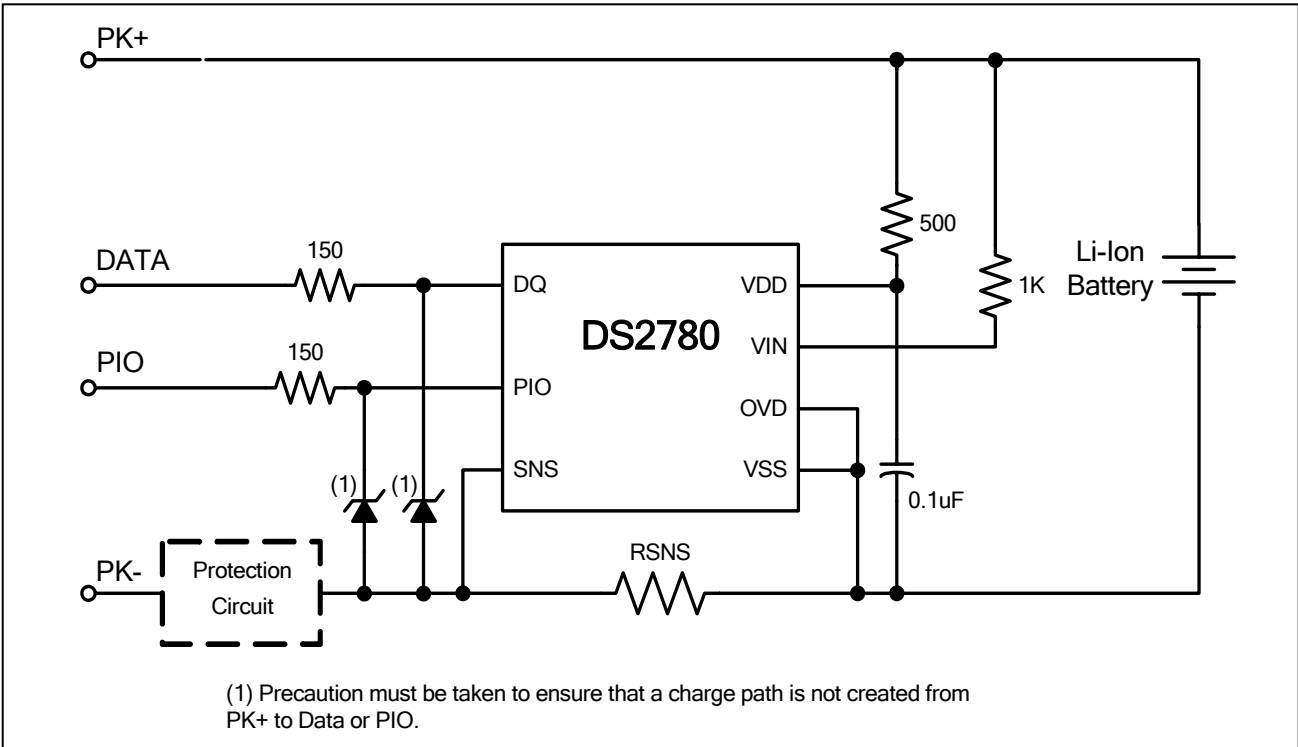 PK+
500
150
DATA
DQ
VDD
Li-Ion
Battery
1K
DS2780
VIN
150
PIO
PIO
OVD
SNS
VSS
(1)
(1)
0.1uF
RSNS
PK-
Protection
Circuit
(1) Precaution must be taken to ensure that a charge path is not created from
PK+ to Data or PIO.